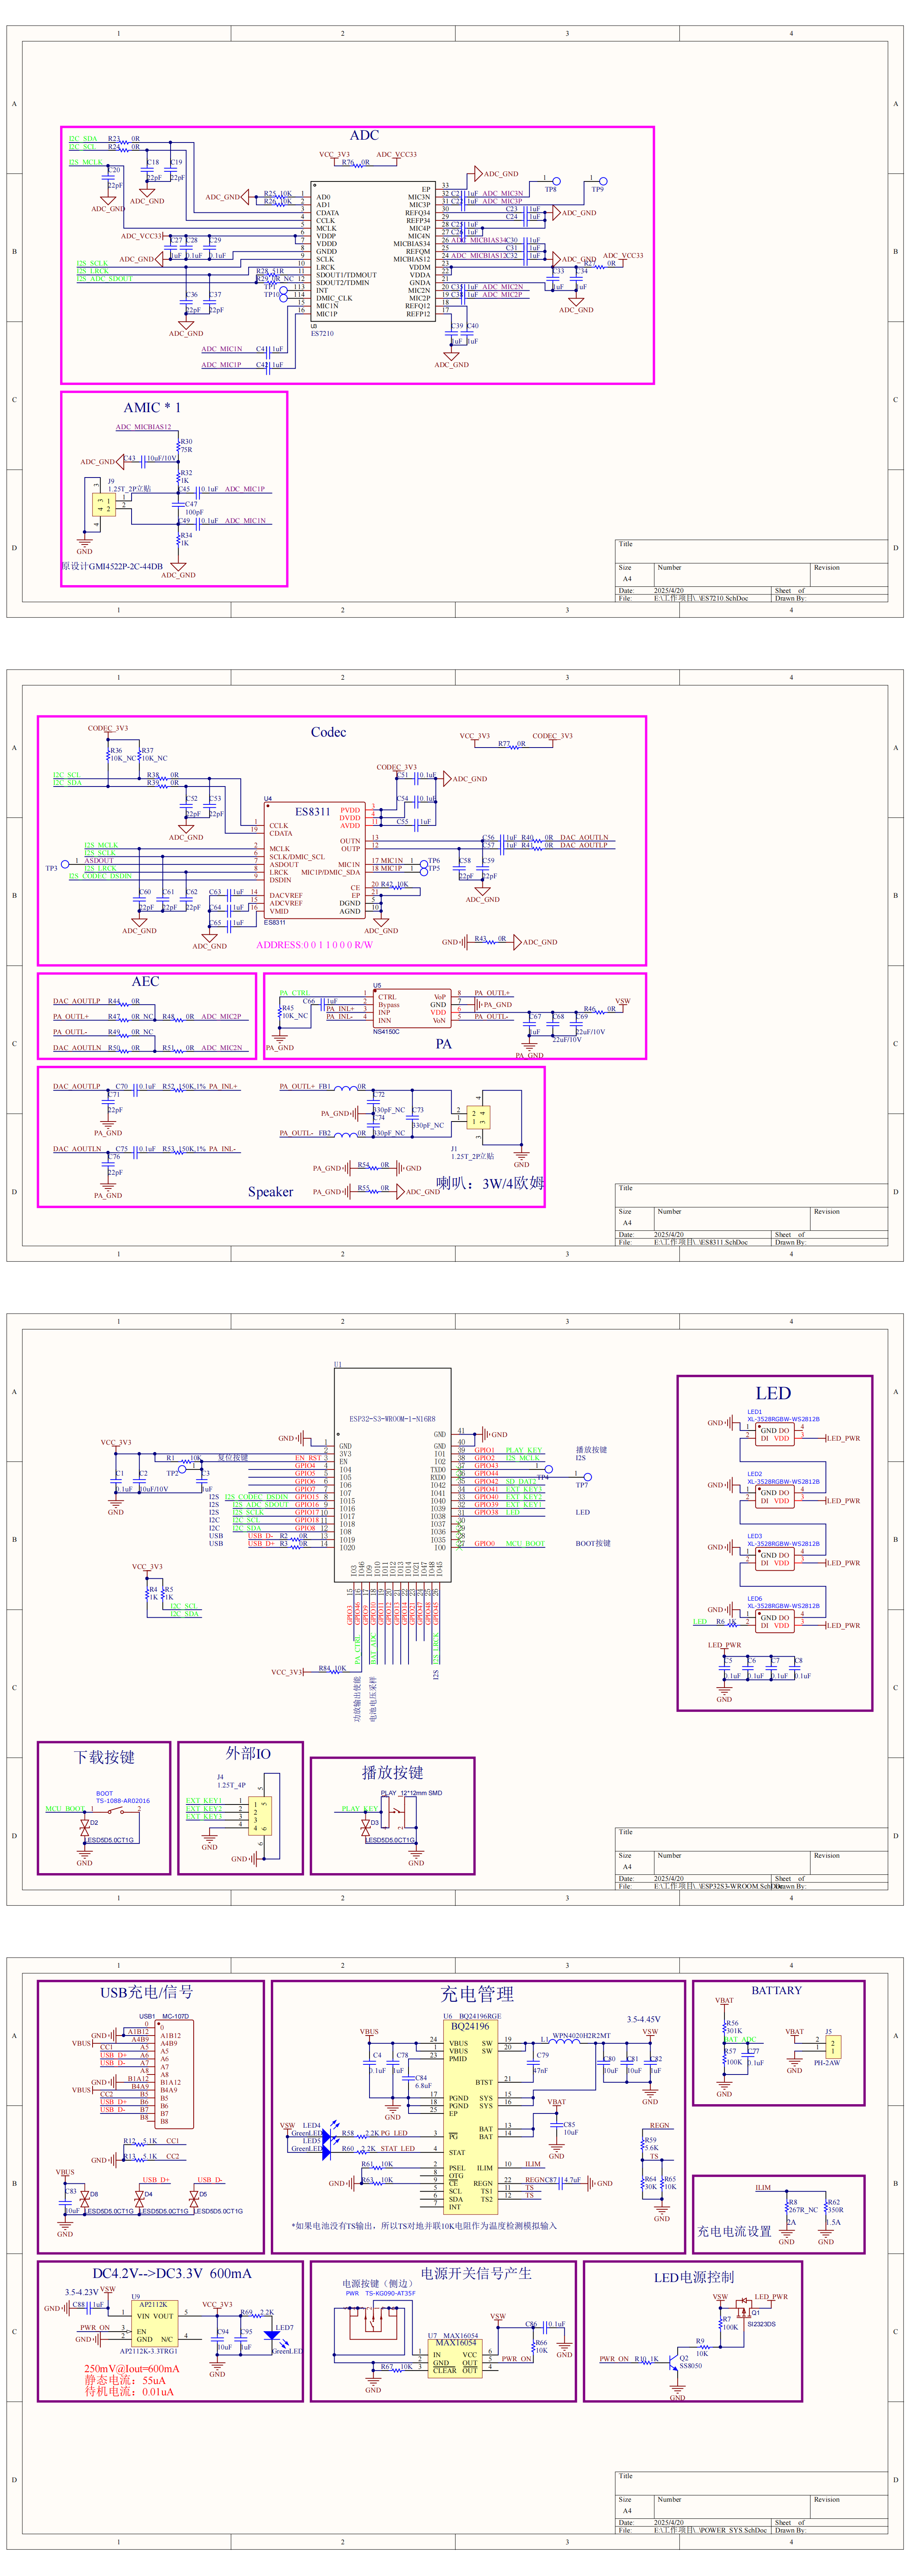 ADC
I2C_SDA R23 0R
I2C_SCL R24 0R
I2S_MCLK
C20
22pF
C18
22pF
C19
22pF
ADC_GND
VCC_3V3 ADC_VCC33
R76 0R
ADC_GND R25 10K
R26 10K
ADC_VCC33
C27 C28 C29
ADC_GND
I2S_SCLK
I2S_LRCK
I2S_ADC_SDOUT
R28 51R
TP1
TP10
C36
22pF
C37
22pF
ADC_GND
AD0
AD1
CDATA
CCLK
MCLK
VDDP
VDDD
GNDD
SCLK
LRCK
SDOUT1/TDMOUT
SDOUT2/TDMIN
INT
DMIC_CLK
MIC1N
MIC1P
EP
MIC3N
MIC3P
REFQ34
REFP34
MIC4P
MIC4N
MICBIAS34
REFQM
MICBIAS12
VDDM
VDDA
GNDA
MIC2N
MIC2P
REFQ12
REFP12
ES7210
ADC_GND
TP8
TP9
C21 1uF ADC_MIC3N
C22 1uF ADC_MIC3P
C23 1uF
C24 1uF
ADC_GND
C25 1uF
C26 1uF
ADC_MICBIAS34 C30 1uF
C31 1uF
ADC_MICBIAS12 C32 1uF
ADC_GND
0R
ADC_VCC33
C33
1uF
C34
1uF
ADC_GND
C35 1uF ADC_MIC2N
C38 1uF ADC_MIC2P
C39 C40
1uF 1uF
ADC_GND
ADC_MIC1N C41 1uF
ADC_MIC1P C42 1uF
AMIC * 1
ADC_MICBIAS12
R30
75R
ADC_GND C43 10uF/10V
R32
1K
J9
1.25T_2P立贴
C45 0.1uF ADC_MIC1P
C47
100pF
C49 0.1uF ADC_MIC1N
R34
1K
GND
ADC_GND
原设计GMI4522P-2C-44DB
Title
Size Number Revision
A4
Date: 2025/4/20 Sheet of
File: E:\工作项目\..\ES7210.SchDoc Drawn By:
Codec
CODEC_3V3
R36
10K_NC
R37
10K_NC
I2C_SCL R38 0R
I2C_SDA R39 0R
C52
22pF
C53
22pF
ADC_GND
VCC_3V3 CODEC_3V3
R77 0R
CODEC_3V3
C51 0.1uF
ADC_GND
C54 0.1uF
C55 1uF
U4
ES8311
CCLK
CDATA
MCLK
SCLK/DMIC_SCL
ASDOUT
LRCK
DSDIN
DACVREF
ADCVREF
VMID
PVDD
DVDD
AVDD
OUTN
OUTP
MIC1N
MIC1P/DMIC_SDA
CE
EP
DGND
AGND
ES8311
I2S_MCLK
I2S_SCLK
ASDOUT
TP3
I2S_LRCK
I2S_CODEC_DSDIN
C60
22pF
C61
22pF
C62
22pF
C63 1uF
C64 1uF
C65 1uF
ADC_GND
C56 1uF R40 0R DAC_AOUTLN
C57 1uF R41 0R DAC_AOUTLP
C58
22pF
C59
22pF
ADC_GND
MIC1N TP6
MIC1P TP5
R42 10K
ADC_GND
GND R43 0R ADC_GND
ADDRESS:0 0 1 1 0 0 0 R/W
AEC
DAC_AOUTLP R44 0R
PA_OUTL+ R47 0R_NC R48 0R ADC_MIC2P
PA_OUTL- R49 0R_NC
DAC_AOUTLN R50 0R R51 0R ADC_MIC2N
PA_CTRL
R45
10K_NC
PA_GND
C66 1uF
PA_INL+
PA_INL-
U5
CTRL
Bypass
INP
INN
VoP
GND
VDD
VoN
NS4150C
PA_OUTL+
PA_GND
PA_OUTL-
R46 0R
VSW
C67
1uF
C68
22uF/10V
C69
22uF/10V
PA_GND
PA
DAC_AOUTLP C70 0.1uF R52 150K,1% PA_INL+
C71
22pF
PA_GND
DAC_AOUTLN C75 0.1uF R53 150K,1% PA_INL-
C76
22pF
PA_GND
PA_OUTL+ FB1 0R
C72
330pF_NC
PA_GND
C74
330pF_NC
PA_OUTL- FB2 0R
C73
330pF_NC
J1
1.25T_2P立贴
GND
PA_GND R54 0R GND
PA_GND R55 0R ADC_GND
Speaker
喇叭：3W/4欧姆
Title
Size Number Revision
A4
Date: 2025/4/20 Sheet of
File: E:\工作项目\..\ES8311.SchDoc Drawn By:
U1
ESP32-S3-WROOM-1-N16R8
GND
VCC_3V3
R1 10K
复位按键
TP2
C1
0.1uF
C2
10uF/10V
C3
1uF
GND
EN_RST
GPIO4
GPIO5
GPIO6
GPIO7
I2S I2S_CODEC_DSDIN GPIO15
I2S I2S_ADC_SDOUT GPIO16
I2S I2S_SCLK GPIO17
I2C I2C_SCL GPIO18
I2C I2C_SDA GPIO8
USB USB_D- R2 0R
USB USB_D+ R3 0R
GND
3V3
EN
IO4
IO5
IO6
IO7
IO15
IO16
IO17
IO18
IO8
IO19
IO20
GND
GND
IO1
IO2
TXD0
RXD0
IO42
IO41
IO40
IO39
IO38
IO37
IO36
IO35
IO0
GND
GPIO1 PLAY_KEY 播放按键
GPIO2 I2S_MCLK I2S
GPIO43
GPIO44
TP4
TP7
GPIO42 SD_DAT2
GPIO41 EXT_KEY3
GPIO40 EXT_KEY2
GPIO39 EXT_KEY1
GPIO38 LED LED
GPIO0 MCU_BOOT BOOT按键
VCC_3V3
R4
1K
R5
1K
I2C_SCL
I2C_SDA
VCC_3V3 R84 10K
PA_CTRL
BAT_ADC
I2S_LRCK
功放输出使能
电池电压采样
I2S
LED
LED1
XL-3528RGBW-WS2812B
GND
GND DO
DI VDD
LED_PWR
LED2
XL-3528RGBW-WS2812B
GND
GND DO
DI VDD
LED_PWR
LED3
XL-3528RGBW-WS2812B
GND
GND DO
DI VDD
LED_PWR
LED6
XL-3528RGBW-WS2812B
GND
LED R6 1K
GND DO
DI VDD
LED_PWR
LED_PWR
C5 C6 C7 C8
0.1uF 0.1uF 0.1uF 0.1uF
GND
下载按键
BOOT
TS-1088-AR02016
MCU_BOOT
D2
LESD5D5.0CT1G
GND
外部IO
J4
1.25T_4P
EXT_KEY1
EXT_KEY2
EXT_KEY3
GND
GND
播放按键
PLAY_12*12mm SMD
PLAY_KEY
D3
LESD5D5.0CT1G
GND
Title
Size Number Revision
A4
Date: 2025/4/20 Sheet of
File: E:\工作项目\..\ESP32S3-WROOM.SchDoc Drawn By:
USB充电/信号
USB1 MC-107D
GND
VBUS
CC1
USB_D+
USB_D-
GND
VBUS
CC2
USB_D+
USB_D-
A1B12
A4B9
A5
A6
A7
A8
B1A12
B4A9
B5
B6
B7
B8
R12 5.1K CC1
GND
R13 5.1K CC2
VBUS
C83
10uF
GND
USB_D+
USB_D-
D8
LESD5D5.0CT1G
D4
LESD5D5.0CT1G
D5
LESD5D5.0CT1G
充电管理
U6 BQ24196RGE
BQ24196
VBUS
C4
0.1uF
C78
1uF
C84
6.8uF
GND
VBUS
VBUS
PMID
PGND
PGND
EP
PG
STAT
PSEL
OTG
CE
SCL
SDA
INT
SW
SW
BTST
SYS
SYS
BAT
BAT
ILIM
REGN
TS1
TS2
L1 WPN4020H2R2MT
3.5-4.45V
VSW
C79
47nF
C80
10uF
C81
10uF
C82
1uF
GND
VBAT
C85
10uF
GND
VSW
LED4
GreenLED
LED5
GreenLED
R58 2.2K PG_LED
R60 2.2K STAT_LED
R61 10K
GND R63 10K
ILIM
REGN C87 4.7uF GND
TS
TS
REGN
R59
5.6K
TS
R64
30K
R65
10K
GND
*如果电池没有TS输出，所以TS对地并联10K电阻作为温度检测模拟输入
BATTARY
VBAT
R56
301K
BAT_ADC
R57
100K
C77
0.1uF
GND
VBAT
J5
PH-2AW
GND
ILIM
R8
267R_NC
R62
350R
2A
1.5A
GND
GND
充电电流设置
DC4.2V-->DC3.3V 600mA
3.5-4.23V
VSW
GND C88 1uF
U9
AP2112K
VIN VOUT
EN
GND N/C
AP2112K-3.3TRG1
PWR_ON
GND
VCC_3V3
R69 2.2K
C94
10uF
C95
1uF
LED7
GreenLED
GND
GND
250mV@Iout=600mA
静态电流：55uA
待机电流：0.01uA
电源开关信号产生
电源按键（侧边）
PWR TS-KG090-AT35F
VSW
C86 0.1uF
GND
R66
10K
U7 MAX16054
MAX16054
IN VCC
GND OUT
CLEAR OUT
PWR_ON
R67 10K
GND
LED电源控制
VSW LED_PWR
R7
100K
Q1
SI2323DS
R9
10K
PWR_ON R10 1K
Q2
SS8050
GND
Title
Size Number Revision
A4
Date: 2025/4/20 Sheet of
File: E:\工作项目\..\POWER_SYS.SchDoc Drawn By: